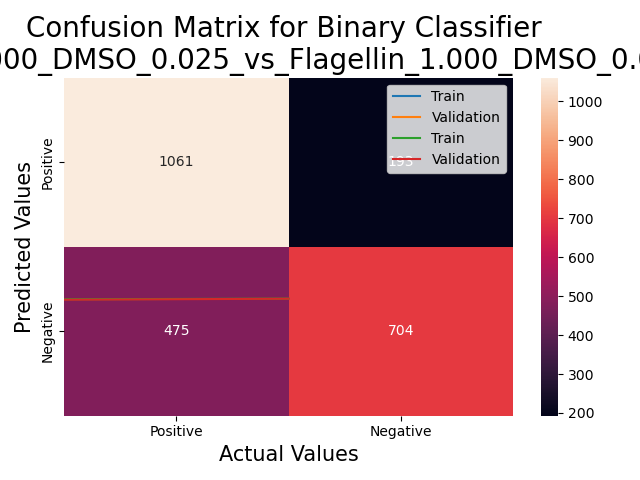 Confusion Matrix for Binary Classifier
000_DMSO_0.025_vs_Flagellin_1.000_DMSO_0.0
Train
Validation
Train
Validation
1061
193
475
704
Positive
Negative
Predicted Values
Positive
Negative
Actual Values
1000
900
800
700
600
500
400
300
200